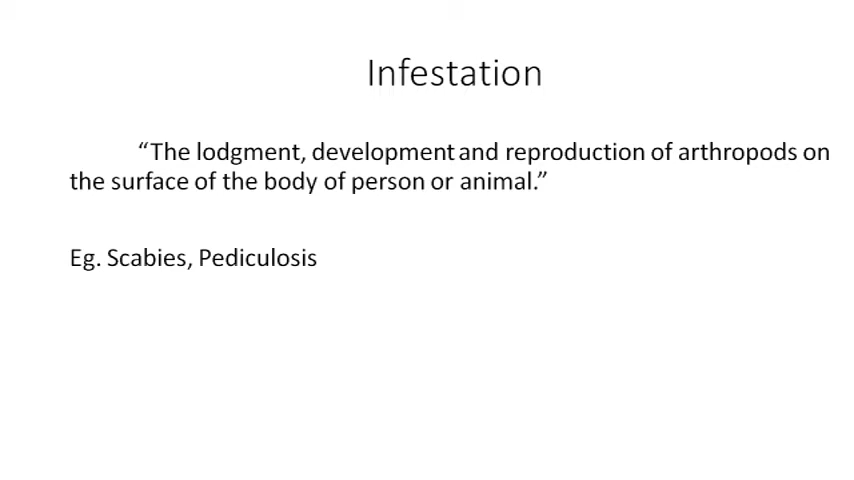 Infestation
“The lodgment, development and reproduction of arthropods on
the surface of the body of person or animal.”
Eg. Scabies, Pediculosis